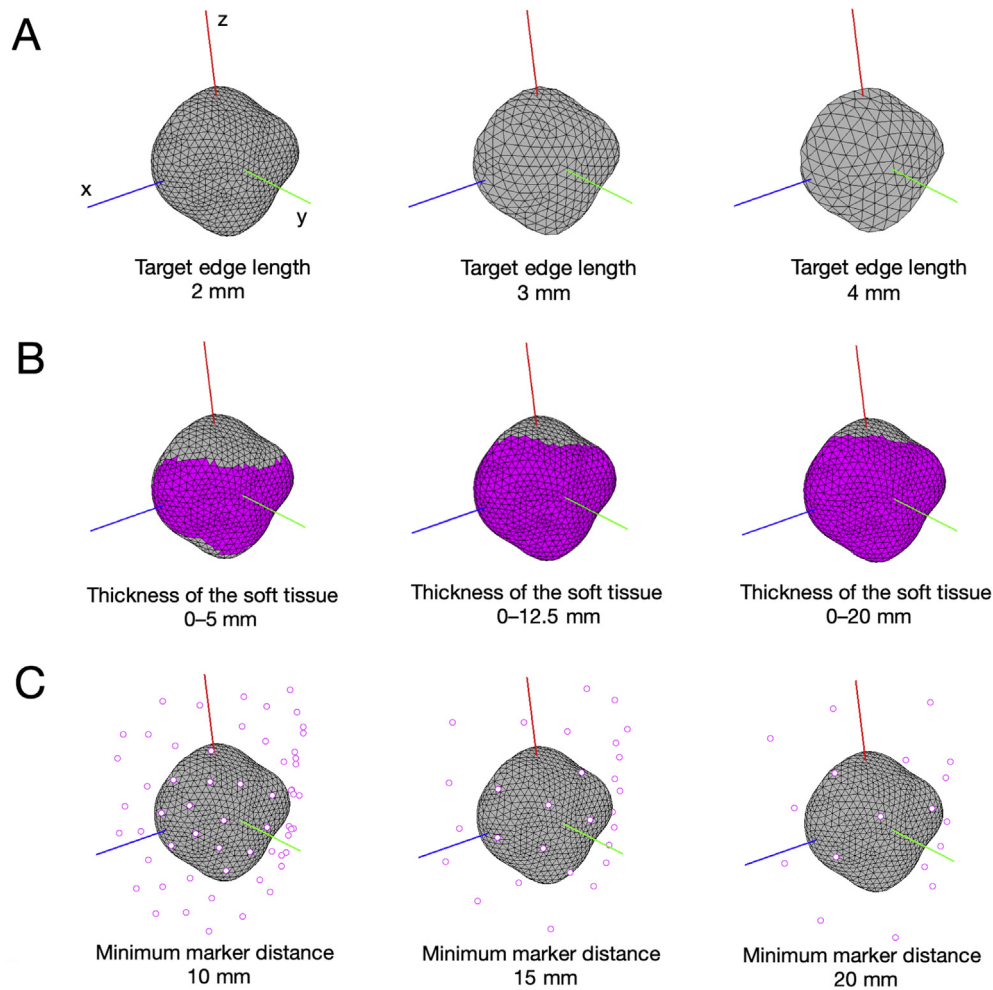 A
z
x
y
Target edge length
2 mm
Target edge length
3 mm
Target edge length
4 mm
B
Thickness of the soft tissue
0–5 mm
Thickness of the soft tissue
0–12.5 mm
Thickness of the soft tissue
0–20 mm
C
Minimum marker distance
10 mm
Minimum marker distance
15 mm
Minimum marker distance
20 mm